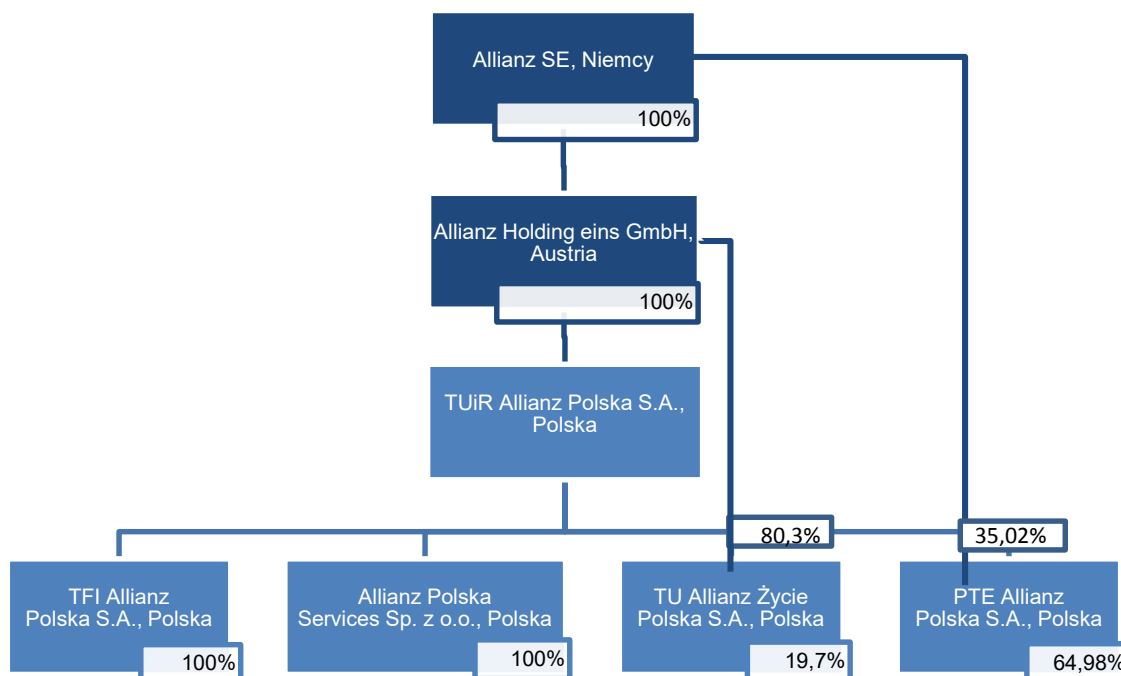 Allianz SE, Niemcy
100%
Allianz Holding eins GmbH,
Austria
100%
TUiR Allianz Polska S.A.,
Polska
80,3%
35,02%
TFI Allianz
Polska S.A., Polska
100%
Allianz Polska
Services Sp. z o.o., Polska
100%
TU Allianz Życie
Polska S.A., Polska
19,7%
PTE Allianz
Polska S.A., Polska
64,98%